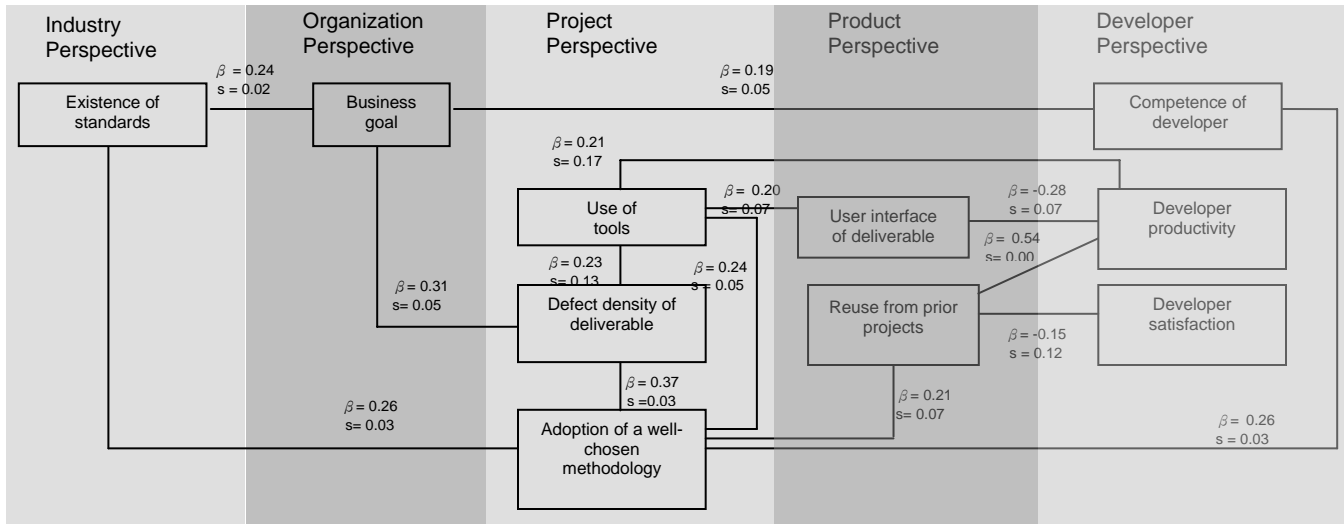 Industry
Perspective
Organization
Perspective
Project
Perspective
Product
Perspective
Developer
Perspective
β = 0.24
s = 0.02
β= 0.19
s= 0.05
Existence of
standards
Business
goal
Competence of
developer
β= 0.21
s= 0.17
β= 0.20
s= 0.07
β= -0.28
s= 0.07
Use of
tools
User interface
of deliverable
Developer
productivity
β= 0.54
s= 0.00
β= 0.23
s= 0.13
β= 0.24
s= 0.05
β= 0.31
s= 0.05
Defect density of
deliverable
Reuse from prior
projects
Developer
satisfaction
β= -0.15
s= 0.12
β= 0.37
s =0.03
β= 0.21
s= 0.07
β= 0.26
s= 0.03
β= 0.26
s= 0.03
Adoption of a well-
chosen
methodology